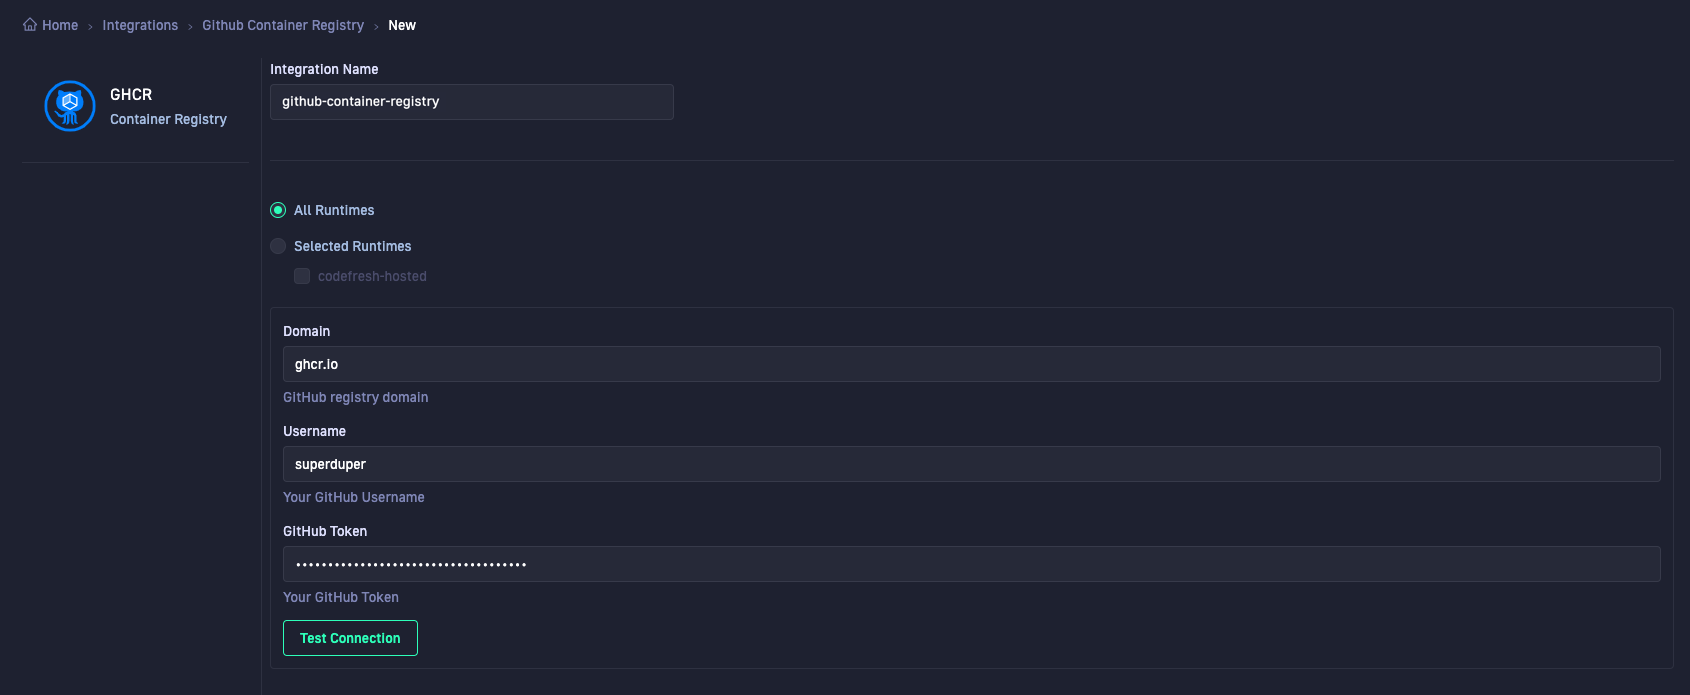 Home > Integrations > Github Container Registry > New
GHCR
Container Registry
Integration Name
github-container-registry
All Runtimes
Selected Runtimes
codefresh-hosted
Domain
ghcr.io
GitHub registry domain
Username
superduper
Your GitHub Username
GitHub Token
••••••••••••••••••••••••••••••••••••
Your GitHub Token
Test Connection